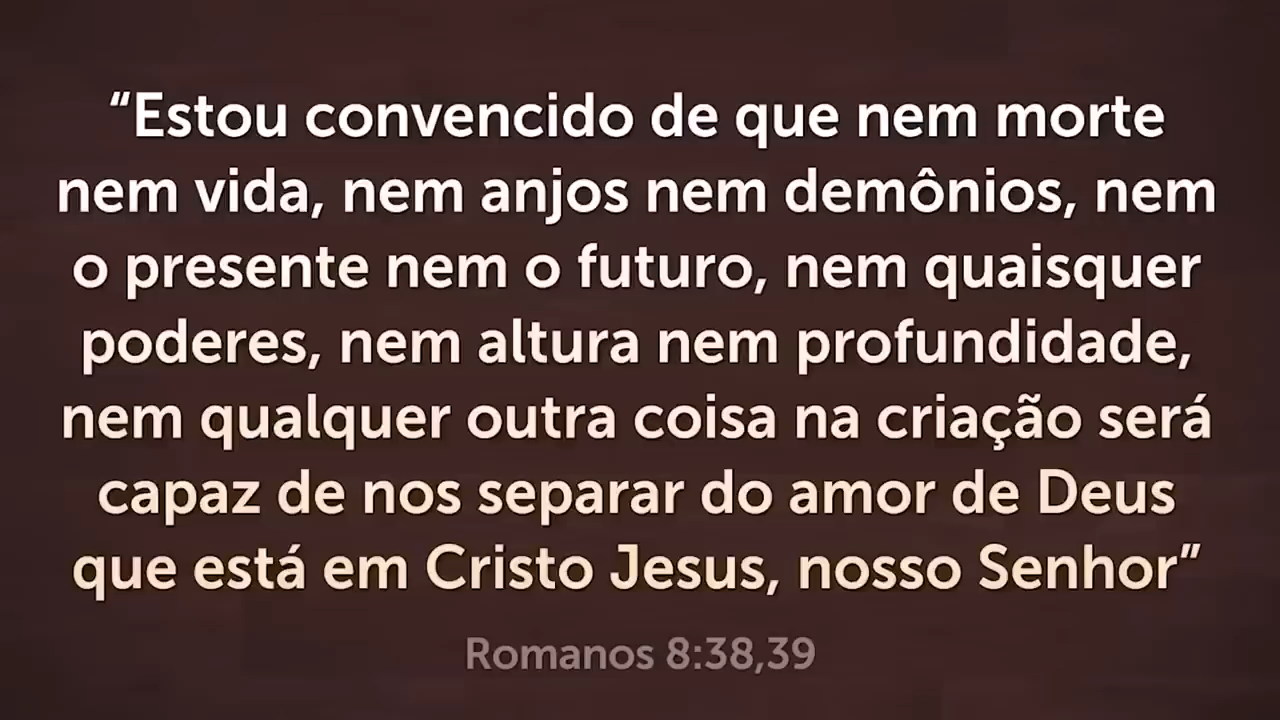 “Estou convencido de que nem morte
nem vida, nem anjos nem demônios, nem
o presente nem o futuro, nem quaisquer
poderes, nem altura nem profundidade,
nem qualquer outra coisa na criação será
capaz de nos separar do amor de Deus
que está em Cristo Jesus, nosso Senhor”
Romanos 8:38,39